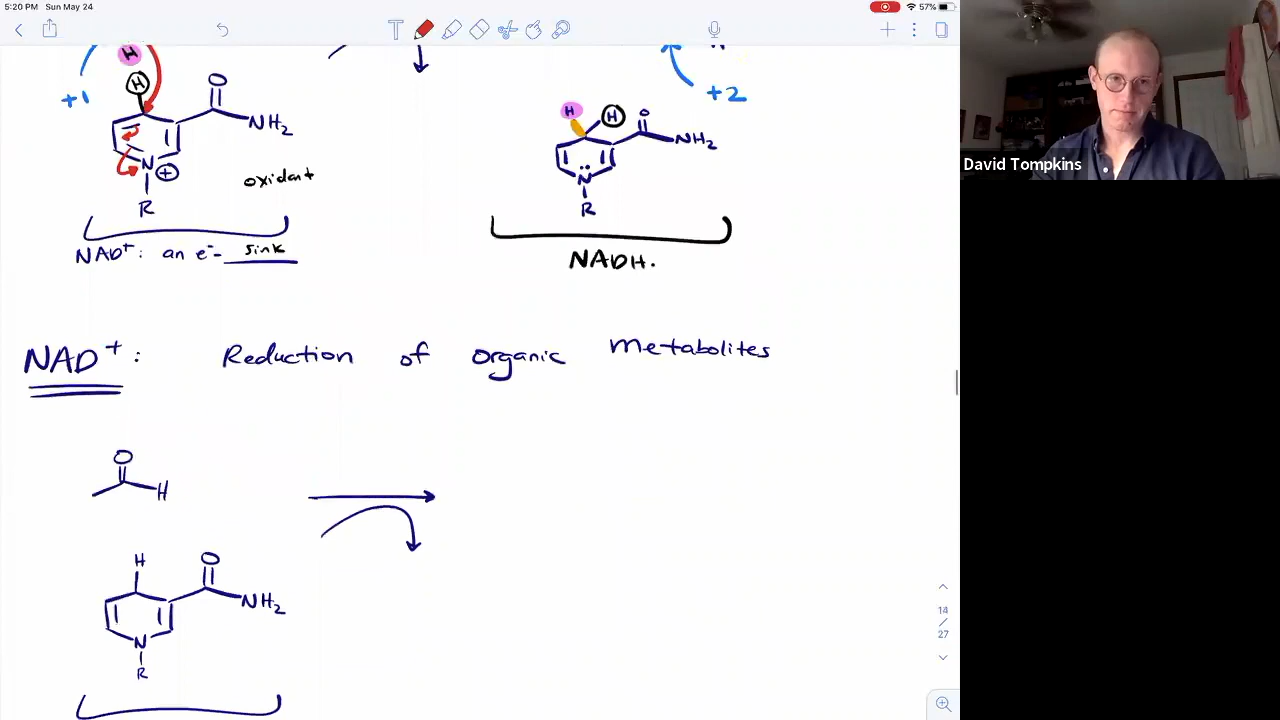 5:20 PM Sun May 24
57%
T
H
H
O
+1
NH₂
N
+
R
oxidant
NAD⁺: an e⁻ sink
+2
H
H
O
NH₂
N
R
NADH.
David Tompkins
NAD⁺: Reduction of organic metabolites
O
H
H
O
NH₂
N
R
14
/
27